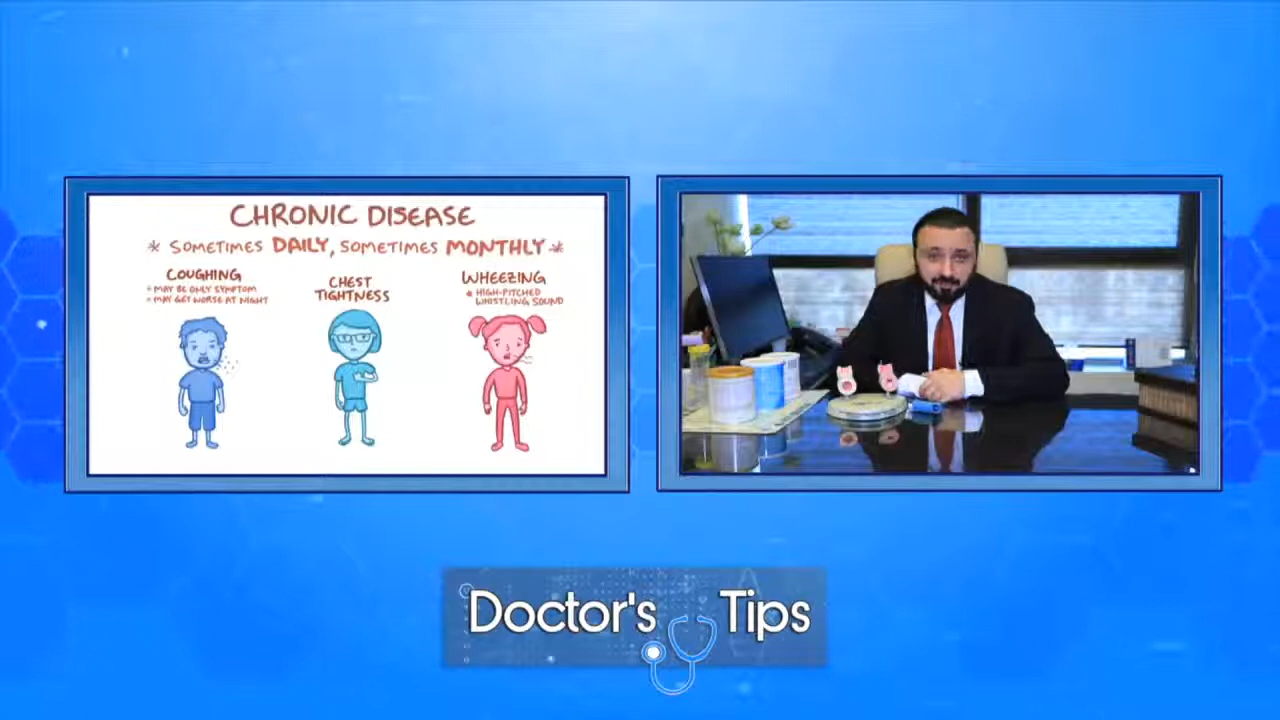 CHRONIC DISEASE
* SOMETIMES DAILY, SOMETIMES MONTHLY *
COUGHING
* MAY BE ONLY SYMPTOM
* MAY GET WORSE AT NIGHT
CHEST
TIGHTNESS
WHEEZING
* HIGH-PITCHED
WHISTLING SOUND
Doctor's Tips